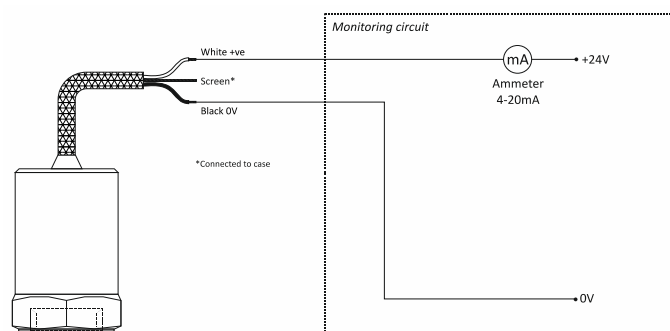 Monitoring circuit
White +ve
mA
+24V
Screen*
Ammeter
4-20mA
Black 0V
*Connected to case
0V